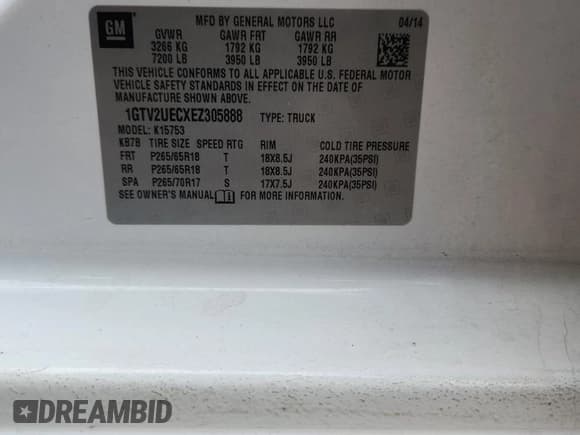 GM
MFD BY GENERAL MOTORS LLC 04/14
GVWR GAWR FRT GAWR RR
3266 KG 1792 KG 1792 KG
7200 LB 3950 LB 3950 LB
THIS VEHICLE CONFORMS TO ALL APPLICABLE U.S. FEDERAL MOTOR
VEHICLE SAFETY STANDARDS IN EFFECT ON THE DATE OF
MANUFACTURE SHOWN ABOVE.
1GTV2UECXEZ305888 TYPE: TRUCK
MODEL: K15753
KB7B TIRE SIZE SPEED RTG RIM COLD TIRE PRESSURE
FRT P265/65R18 T 18X8.5J 240KPA(35PSI)
RR P265/65R18 T 18X8.5J 240KPA(35PSI)
SPA P265/70R17 S 17X7.5J 240KPA(35PSI)
SEE OWNER'S MANUAL FOR MORE INFORMATION.
DREAMBID